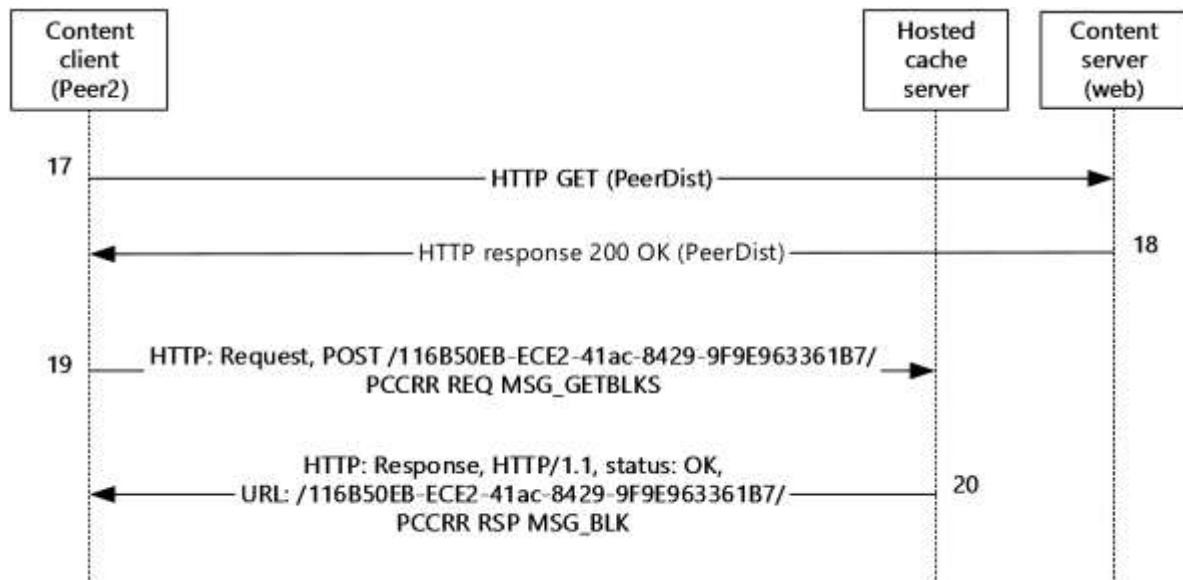 Content
client
(Peer2)
Hosted
cache
server
Content
server
(web)
17
HTTP GET (PeerDist)
HTTP response 200 OK (PeerDist)
18
19
HTTP: Request, POST /116B50EB-ECE2-41ac-8429-9F9E963361B7/
PCCRR REQ MSG_GETBLKS
HTTP: Response, HTTP/1.1, status: OK,
URL: /116B50EB-ECE2-41ac-8429-9F9E963361B7/
PCCRR RSP MSG_BLK
20